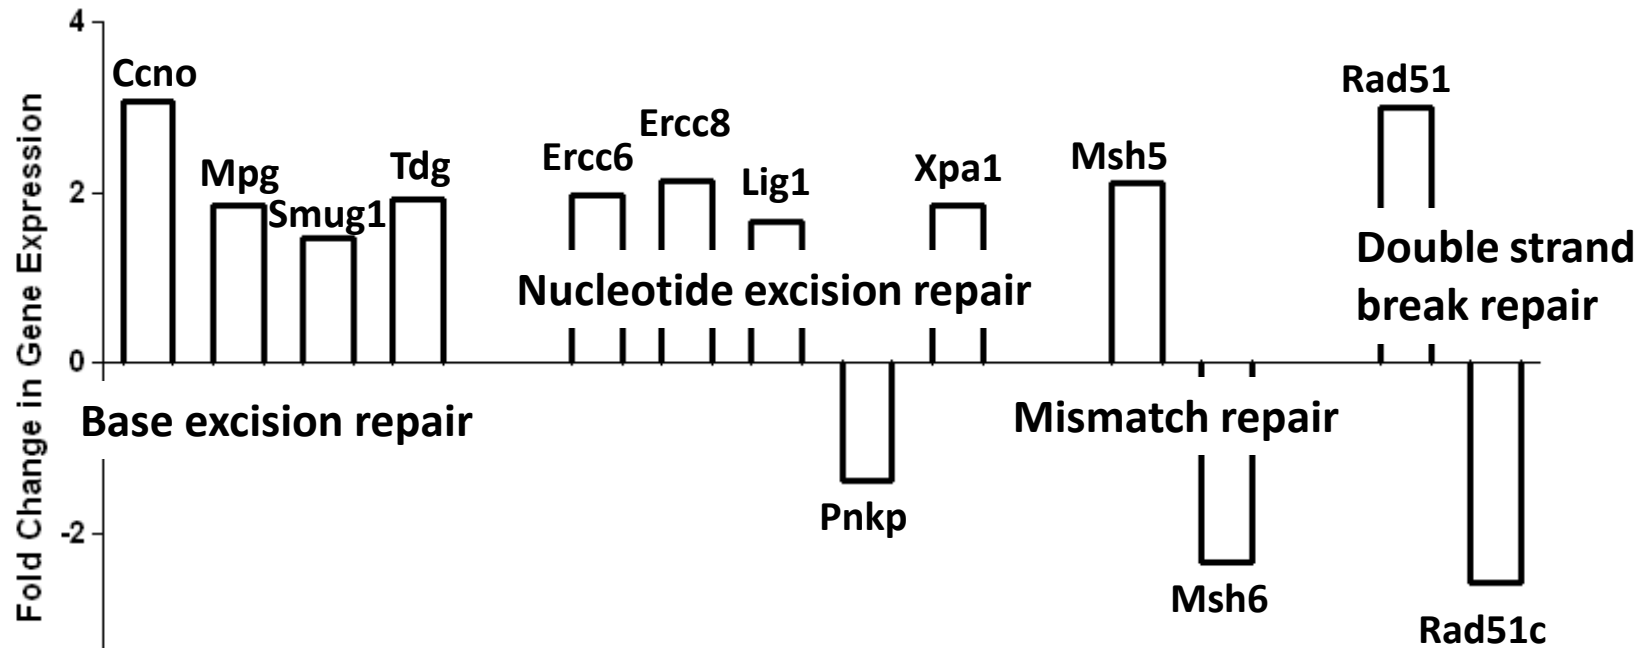 Fold Change in Gene Expression
4
2
0
-2
Ccno
Mpg
Smug1
Tdg
Base excision repair
Ercc6
Ercc8
Lig1
Pnkp
Xpa1
Nucleotide excision repair
Msh5
Msh6
Mismatch repair
Rad51
Rad51c
Double strand
break repair